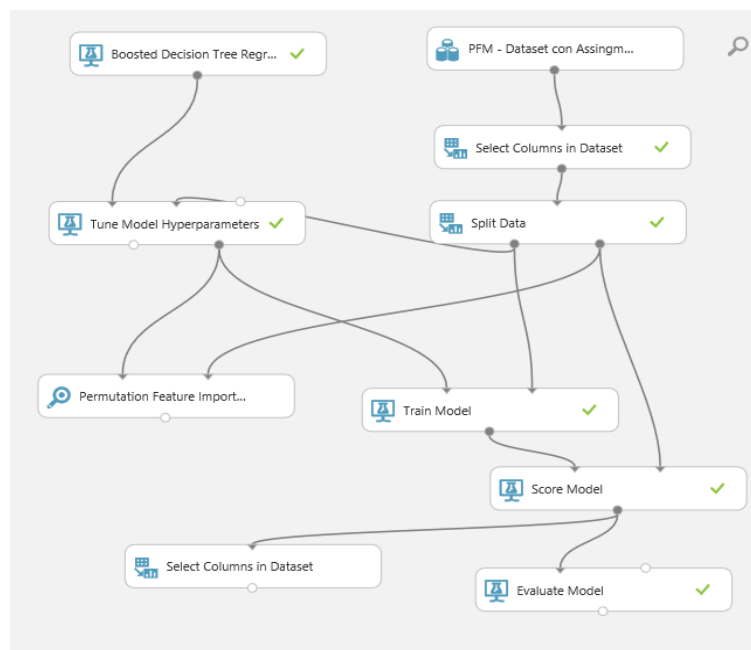 Boosted Decision Tree Regr...
PFM - Dataset con Assingm...
Select Columns in Dataset
Tune Model Hyperparameters
Split Data
Permutation Feature Import...
Train Model
Score Model
Select Columns in Dataset
Evaluate Model